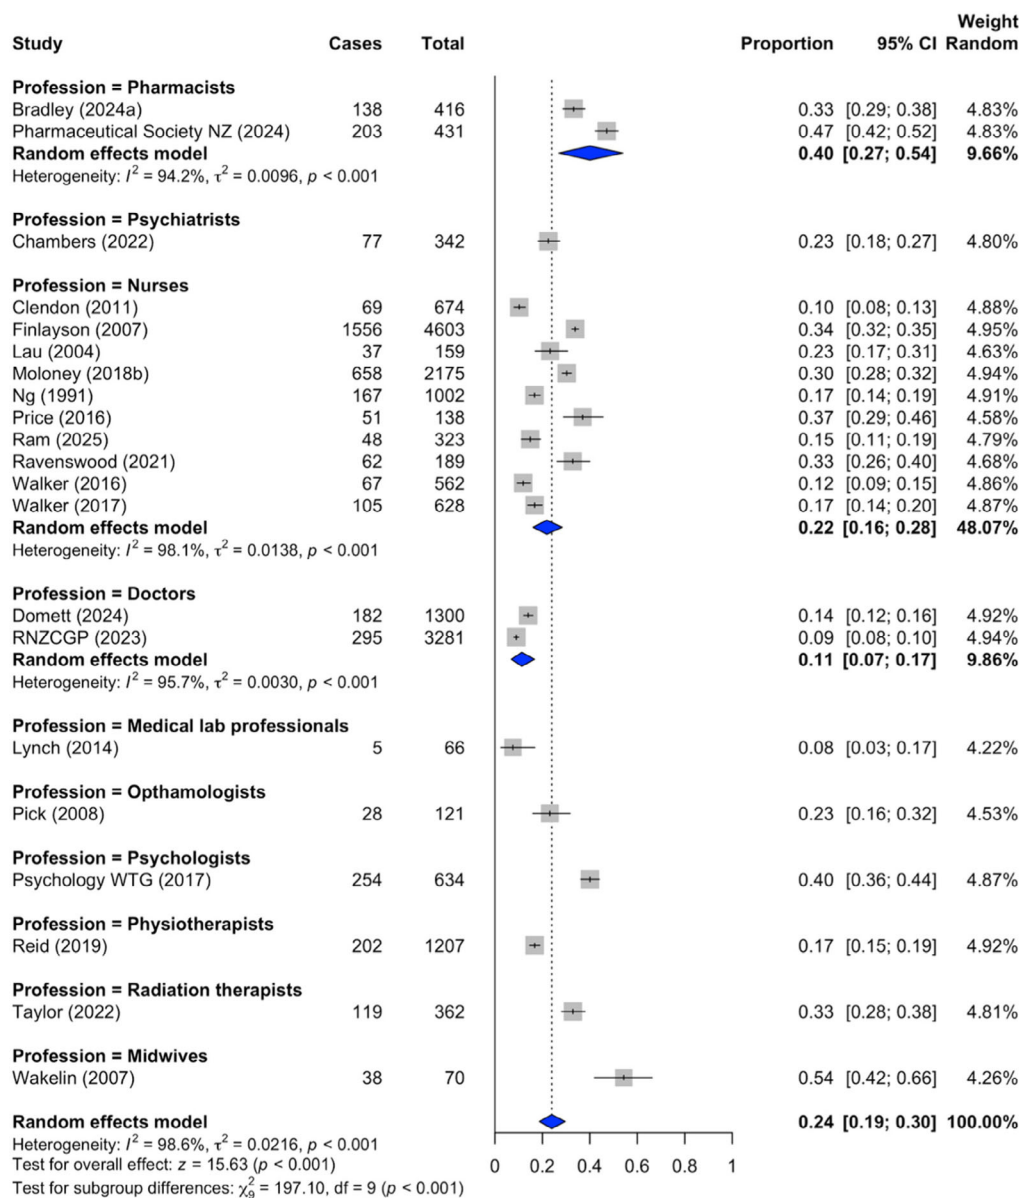 Weight
Study Cases Total Proportion 95% CI Random
Profession = Pharmacists
Bradley (2024a) 138 416 0.33 [0.29; 0.38] 4.83%
Pharmaceutical Society NZ (2024) 203 431 0.47 [0.42; 0.52] 4.83%
Random effects model 0.40 [0.27; 0.54] 9.66%
Heterogeneity: I² = 94.2%, τ² = 0.0096, p < 0.001
Profession = Psychiatrists
Chambers (2022) 77 342 0.23 [0.18; 0.27] 4.80%
Profession = Nurses
Clendon (2011) 69 674 0.10 [0.08; 0.13] 4.88%
Finlayson (2007) 1556 4603 0.34 [0.32; 0.35] 4.95%
Lau (2004) 37 159 0.23 [0.17; 0.31] 4.63%
Moloney (2018b) 658 2175 0.30 [0.28; 0.32] 4.94%
Ng (1991) 167 1002 0.17 [0.14; 0.19] 4.91%
Price (2016) 51 138 0.37 [0.29; 0.46] 4.58%
Ram (2025) 48 323 0.15 [0.11; 0.19] 4.79%
Ravenswood (2021) 62 189 0.33 [0.26; 0.40] 4.68%
Walker (2016) 67 562 0.12 [0.09; 0.15] 4.86%
Walker (2017) 105 628 0.17 [0.14; 0.20] 4.87%
Random effects model 0.22 [0.16; 0.28] 48.07%
Heterogeneity: I² = 98.1%, τ² = 0.0138, p < 0.001
Profession = Doctors
Domett (2024) 182 1300 0.14 [0.12; 0.16] 4.92%
RNZCGP (2023) 295 3281 0.09 [0.08; 0.10] 4.94%
Random effects model 0.11 [0.07; 0.17] 9.86%
Heterogeneity: I² = 95.7%, τ² = 0.0030, p < 0.001
Profession = Medical lab professionals
Lynch (2014) 5 66 0.08 [0.03; 0.17] 4.22%
Profession = Opthamologists
Pick (2008) 28 121 0.23 [0.16; 0.32] 4.53%
Profession = Psychologists
Psychology WTG (2017) 254 634 0.40 [0.36; 0.44] 4.87%
Profession = Physiotherapists
Reid (2019) 202 1207 0.17 [0.15; 0.19] 4.92%
Profession = Radiation therapists
Taylor (2022) 119 362 0.33 [0.28; 0.38] 4.81%
Profession = Midwives
Wakelin (2007) 38 70 0.54 [0.42; 0.66] 4.26%
Random effects model 0.24 [0.19; 0.30] 100.00%
Heterogeneity: I² = 98.6%, τ² = 0.0216, p < 0.001
Test for overall effect: z = 15.63 (p < 0.001)
0 0.2 0.4 0.6 0.8 1
Test for subgroup differences: χ²₉ = 197.10, df = 9 (p < 0.001)